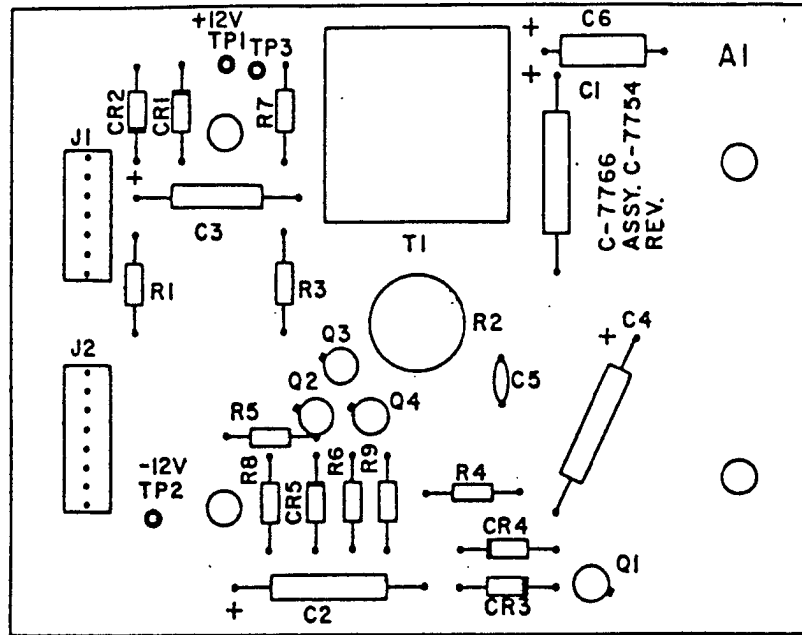 +12V
TP1
TP3
+
C6
A1
CR2
CR1
R7
+
C1
J1
+
C3
T1
C-7766
ASSY. C-7754
REV.
R1
R3
R2
+
C4
J2
Q3
C5
Q2
Q4
R5
-12V
TP2
R8
CR5
R6
R9
R4
CR4
Q1
+
C2
CR3